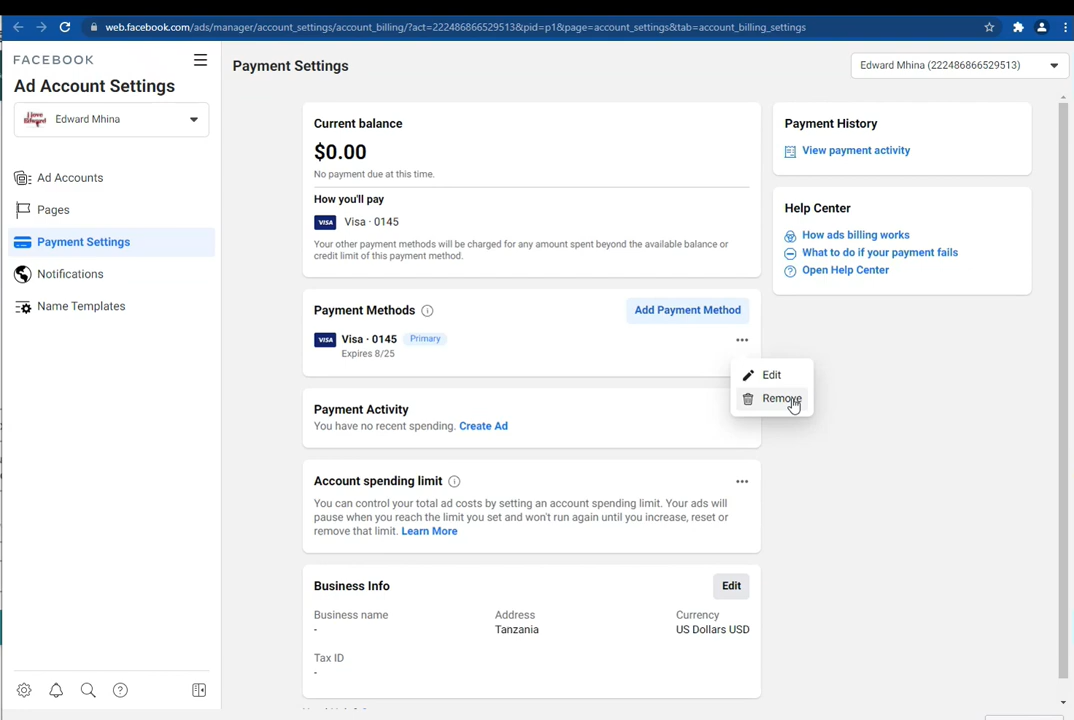 web.facebook.com/ads/manager/account_settings/account_billing/?act=222486866529513&pid=p1&page=account_settings&tab=account_billing_settings
FACEBOOK
Ad Account Settings
Edward Mhina
Ad Accounts
Pages
Payment Settings
Notifications
Name Templates
Payment Settings
Edward Mhina (222486866529513)
Current balance
$0.00
No payment due at this time.
How you'll pay
VISA Visa · 0145
Your other payment methods will be charged for any amount spent beyond the available balance or
credit limit of this payment method.
Payment Methods
Add Payment Method
VISA Visa · 0145 Primary
Expires 8/25
Edit
Remove
Payment Activity
You have no recent spending. Create Ad
Account spending limit
You can control your total ad costs by setting an account spending limit. Your ads will
pause when you reach the limit you set and won't run again until you increase, reset or
remove that limit. Learn More
Business Info
Edit
Business name
-
Address
Tanzania
Currency
US Dollars USD
Tax ID
-
Payment History
View payment activity
Help Center
How ads billing works
What to do if your payment fails
Open Help Center